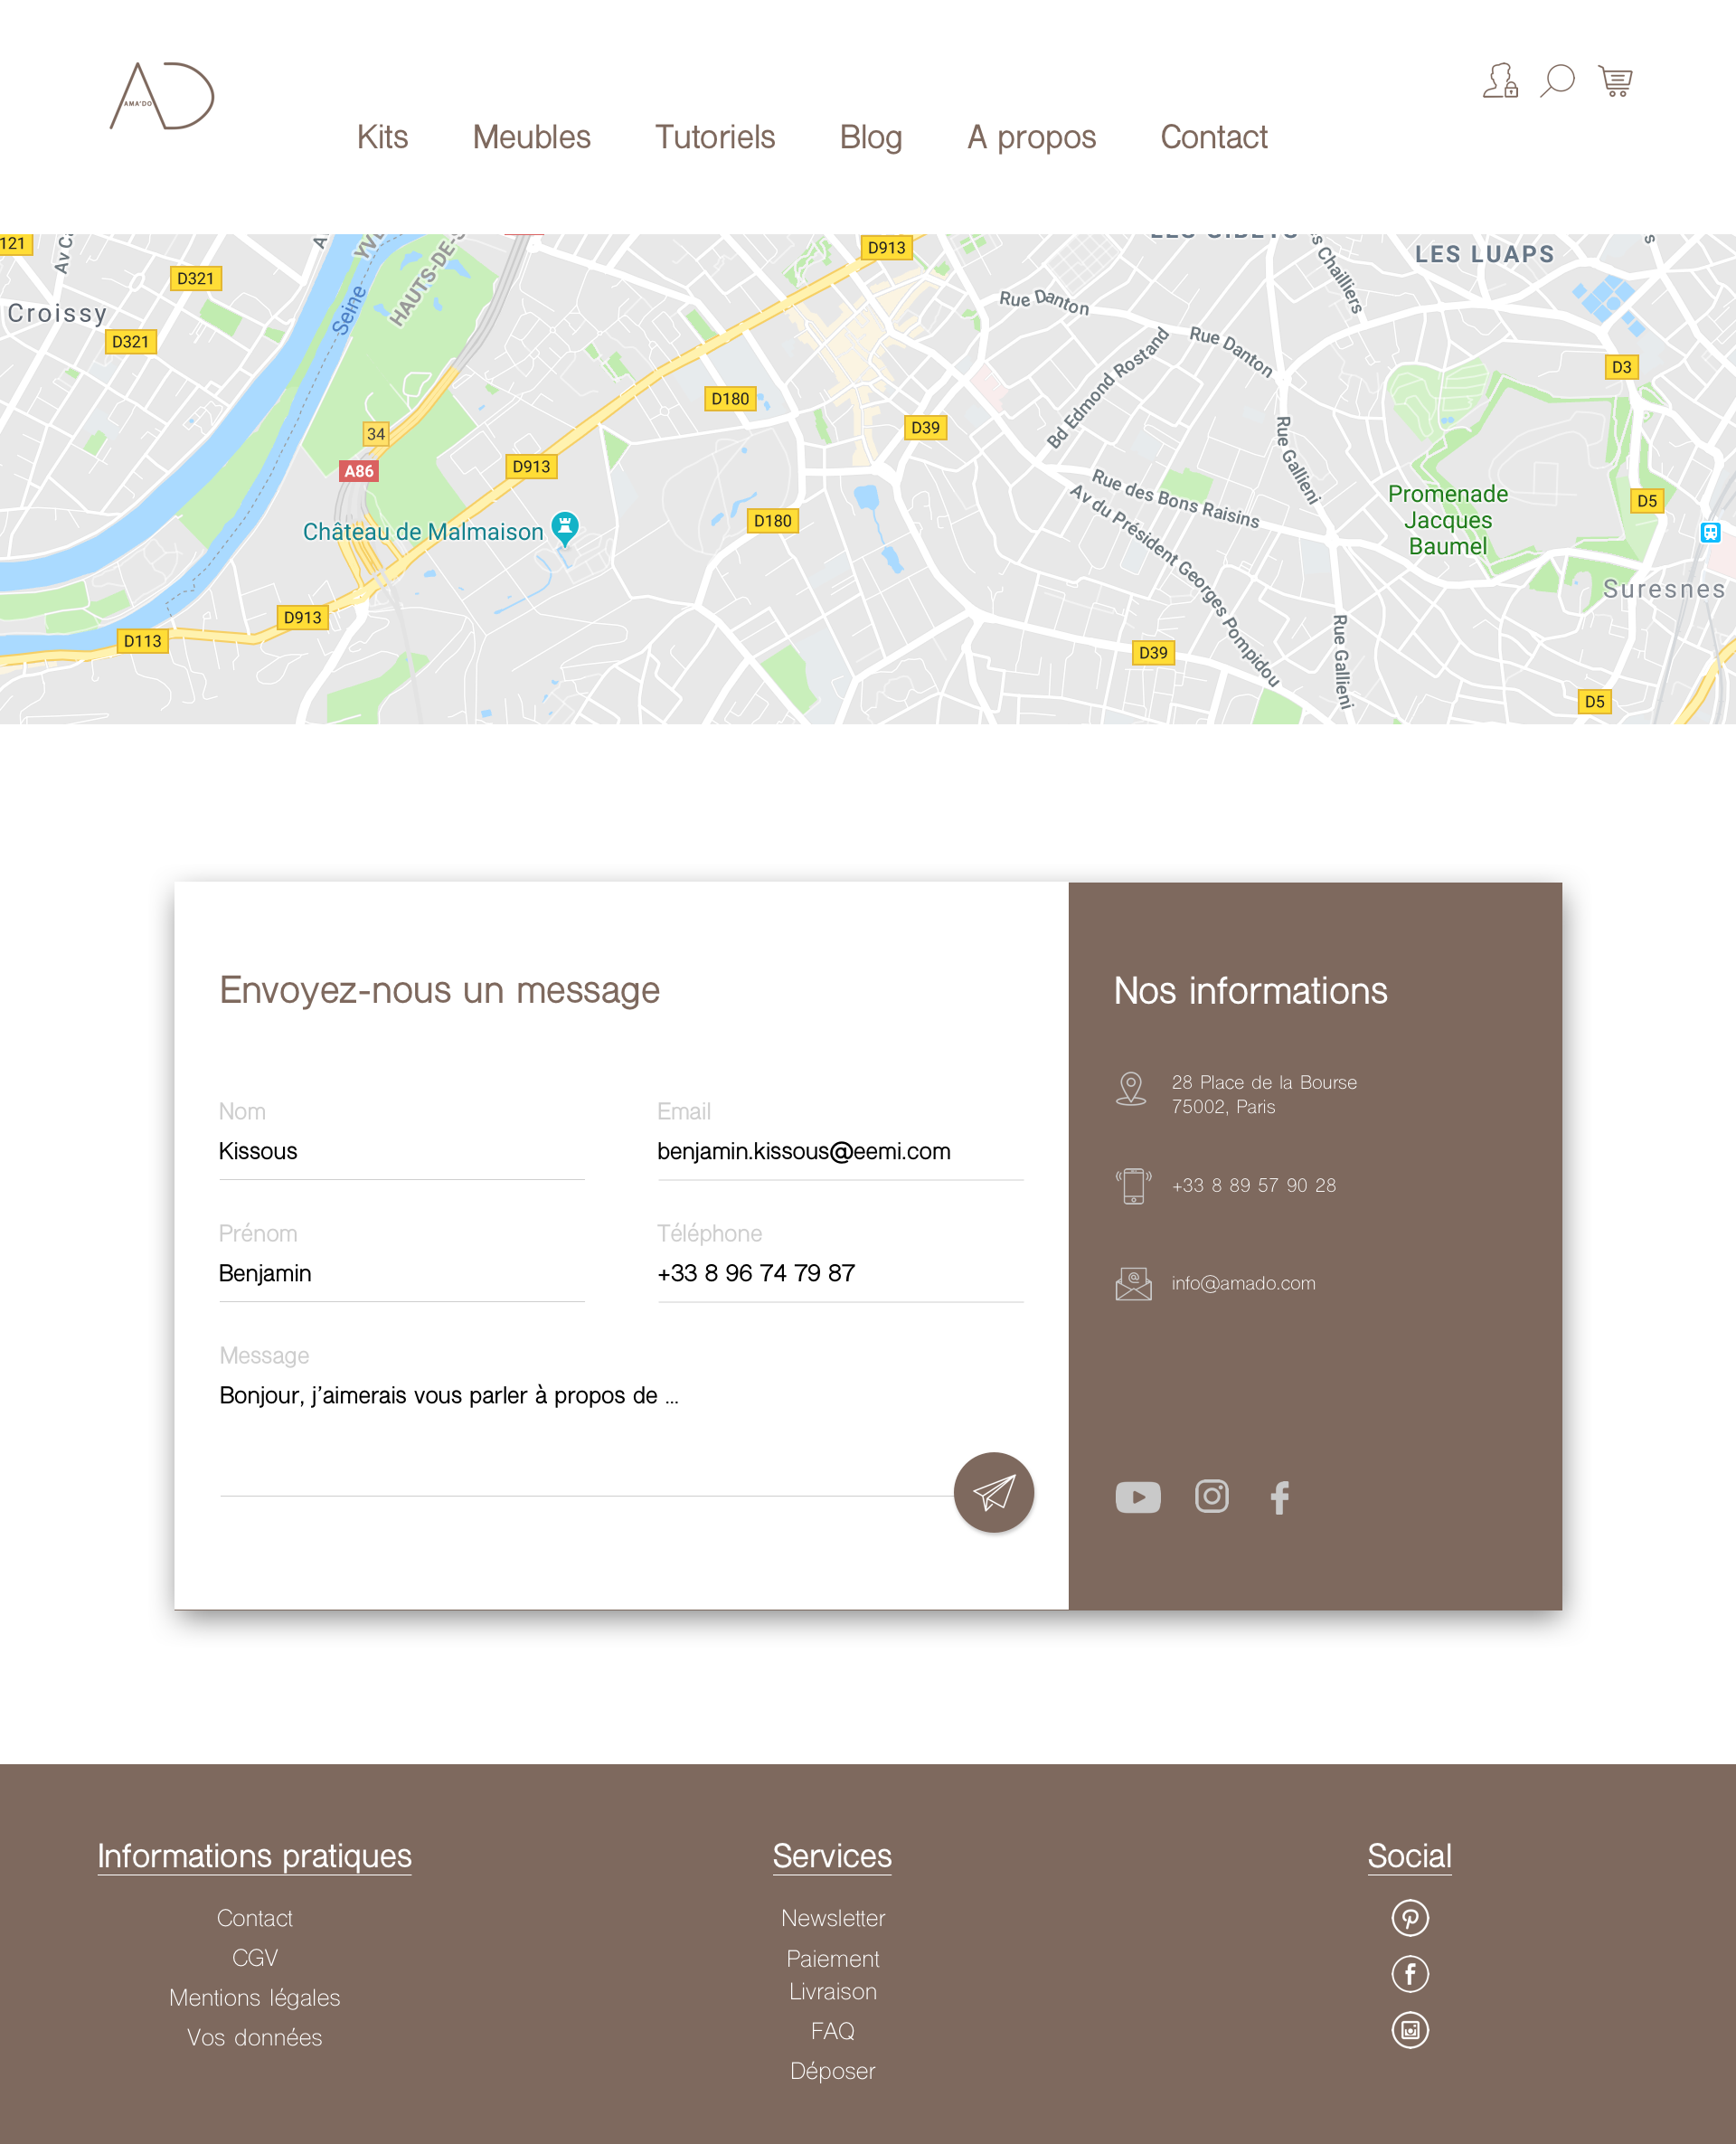 AMA'DO
Kits
Meubles
Tutoriels
Blog
A propos
Contact
121
Av C
D321
Croissy
D321
Seine
HAUTS-DE-S
34
A86
D913
Château de Malmaison
D913
D113
D913
D180
D39
D180
Rue Danton
Rue Danton
Bd Edmond Rostand
LES LUAPS
D3
Rue Gallieni
Rue des Bons Raisins
Av du Président Georges Pompidou
Promenade
Jacques
Baumel
D5
Suresnes
D39
Rue Gallieni
D5
Envoyez-nous un message
Nom
Kissous
Email
benjamin.kissous@eemi.com
Prénom
Benjamin
Téléphone
+33 8 96 74 79 87
Message
Bonjour, j'aimerais vous parler à propos de ...
Nos informations
28 Place de la Bourse
75002, Paris
+33 8 89 57 90 28
info@amado.com
Informations pratiques
Contact
CGV
Mentions légales
Vos données
Services
Newsletter
Paiement
Livraison
FAQ
Déposer
Social